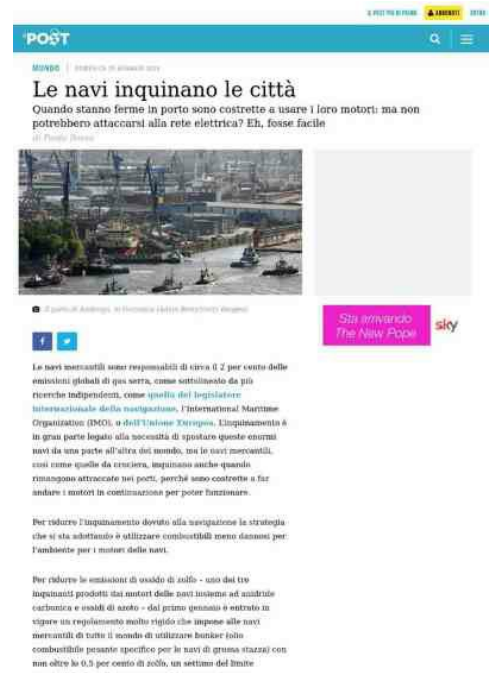 IL POST PIÙ DI PRIMA
ABBONATI
ENTRA
POST
MONDO
Le navi inquinano le città
Quando stanno ferme in porto sono costrette a usare i loro motori: ma non
potrebbero attaccarsi alla rete elettrica? Eh, fosse
facile
di
Il porto di Amburgo, in Germania
Sta arrivando
The New Pope
sky
Le navi mercantili sono responsabili di circa il 2 per cento delle
emissioni globali di gas serra, come sottolineato da più
ricerche indipendenti, come quella del legislatore
internazionale della navigazione, l'International Maritime
Organization (IMO), o dell'Unione Europea. L'inquinamento è
in gran parte legato alla necessità di spostare queste enormi
navi da una parte all'altra del mondo, ma le navi mercantili,
così come quelle da crociera, inquinano anche quando
rimangono attraccate nei porti, perché sono costrette a far
andare i motori in continuazione per poter funzionare.
Per ridurre l'inquinamento dovuto alla navigazione la strategia
che si sta adottando è utilizzare combustibili meno dannosi per
l'ambiente per i motori delle navi.
Per ridurre le emissioni di ossido di zolfo – uno dei tre
inquinanti prodotti dai motori delle navi insieme ad anidride
carbonica e ossidi di azoto – dal primo gennaio è entrato in
vigore un regolamento molto rigido che impone alle navi
mercantili di tutto il mondo di utilizzare bunker (olio
combustibile pesante specifico per le navi di grossa stazza) con
non oltre lo 0,5 per cento di zolfo, un settimo del limite